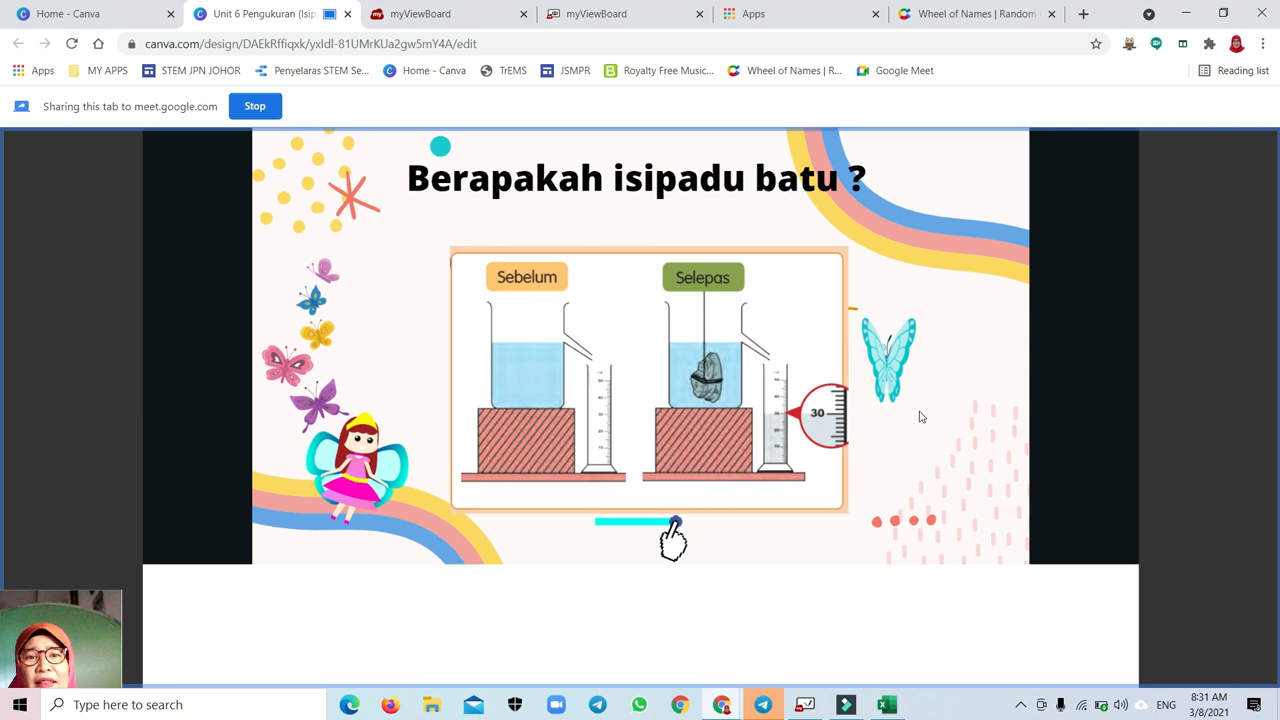 Home - Canva
Unit 6 Pengukuran (Isip
myViewBoard
myViewBoard
Apps
Wheel of Names | Random
canva.com/design/DAEkRffiqxk/yxIdI-81UMrKUa2gw5mY4A/edit
Apps
MY APPS
STEM JPN JOHOR
Penyelaras STEM Se...
Home - Canva
TrEMS
JSMPR
Royalty Free Music...
Wheel of Names | R...
Google Meet
Reading list
Sharing this tab to meet.google.com
Stop
Berapakah isipadu batu ?
Sebelum
Selepas
30
Type here to search
ENG
8:31 AM
3/8/2021